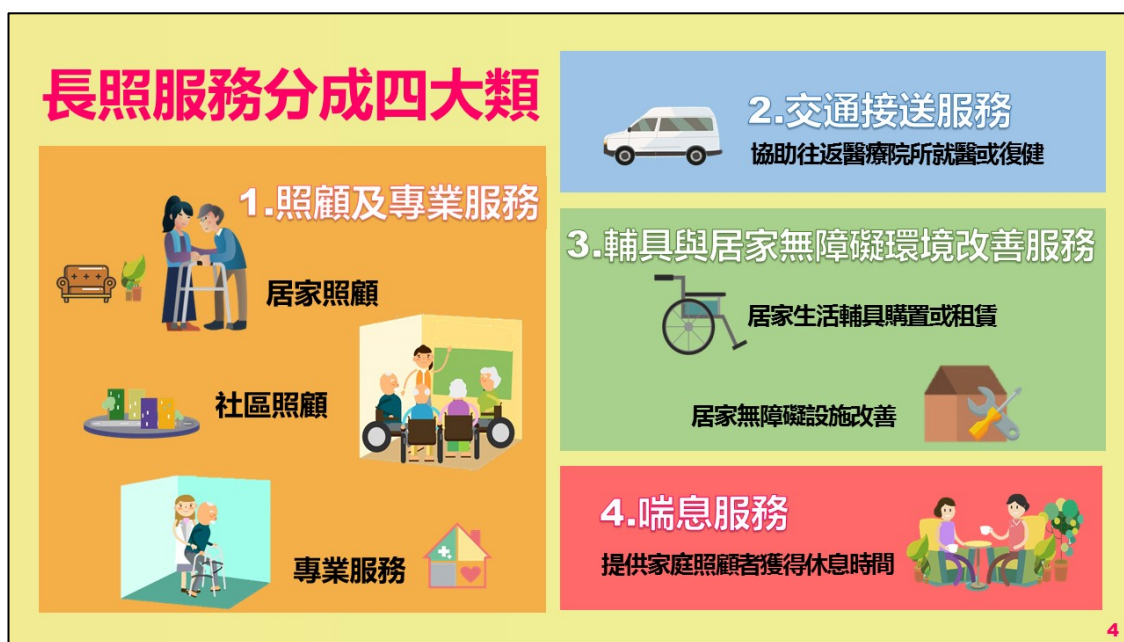 長照服務分成四大類
1.照顧及專業服務
居家照顧
社區照顧
專業服務
2.交通接送服務
協助往返醫療院所就醫或復健
3.輔具與居家無障礙環境改善服務
居家生活輔具購置或租賃
居家無障礙設施改善
4.喘息服務
提供家庭照顧者獲得休息時間
4